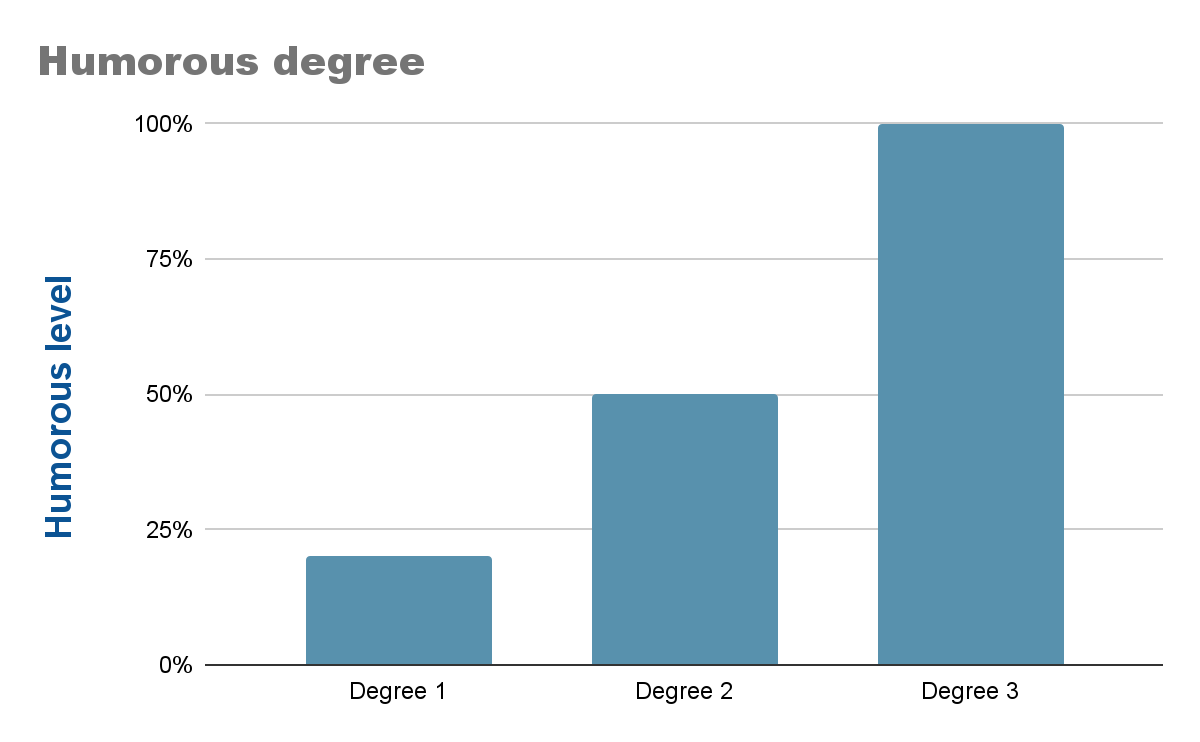 Humorous degree
100%
75%
50%
25%
0%
Humorous level
Degree 1
Degree 2
Degree 3